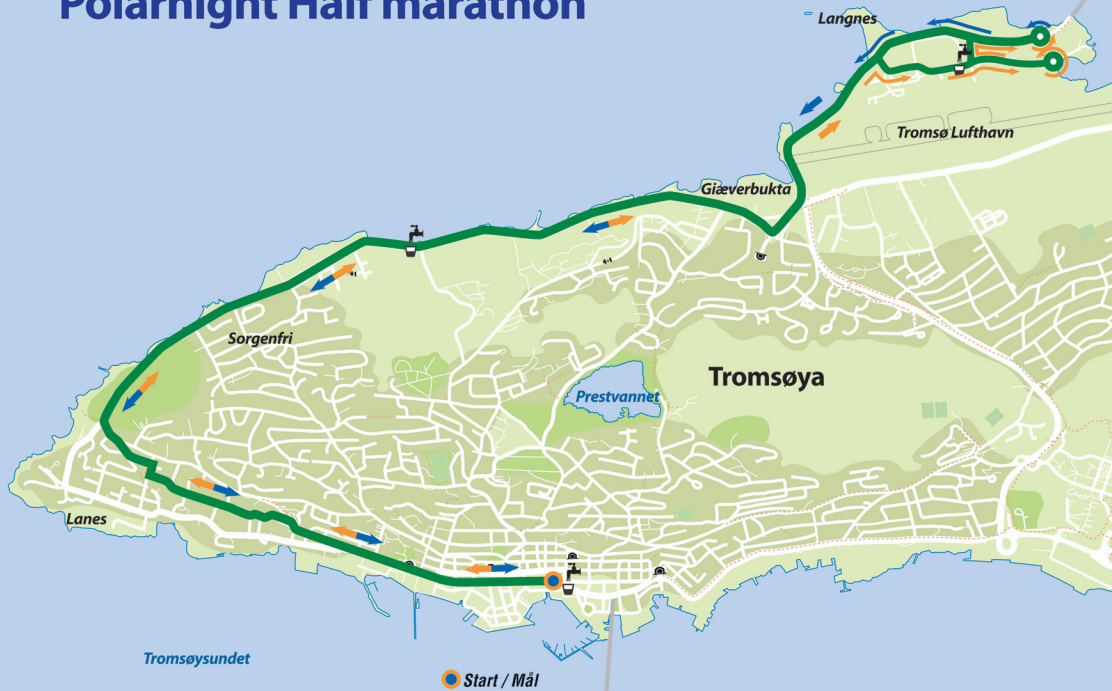 Polarnight Half marathon
Langnes
Tromsø Lufthavn
Giæverbukta
Sorgenfri
Tromsøya
Prestvannet
Lanes
Tromsøysundet
Start / Mål